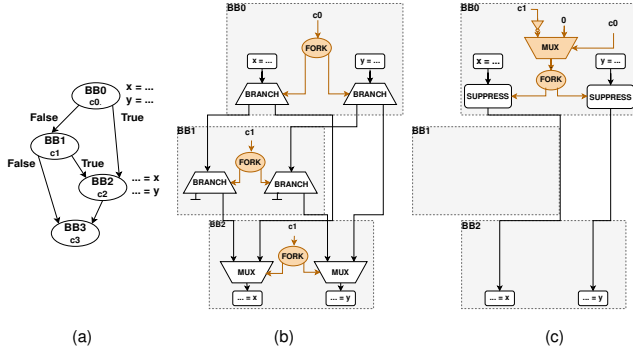 BB0
c0.
x = ...
y = ...
False
True
BB1
c1
False
True
BB2
c2
... = x
... = y
BB3
c3
(a)
BB0
c0
FORK
x = ...
y = ...
BRANCH
BRANCH
BB1
c1
FORK
BRANCH
BRANCH
BB2
c1
FORK
MUX
MUX
... = x
... = y
(b)
BB0
c1
0
c0
MUX
FORK
x = ...
y = ...
SUPPRESS
SUPPRESS
BB1
BB2
... = x
... = y
(c)